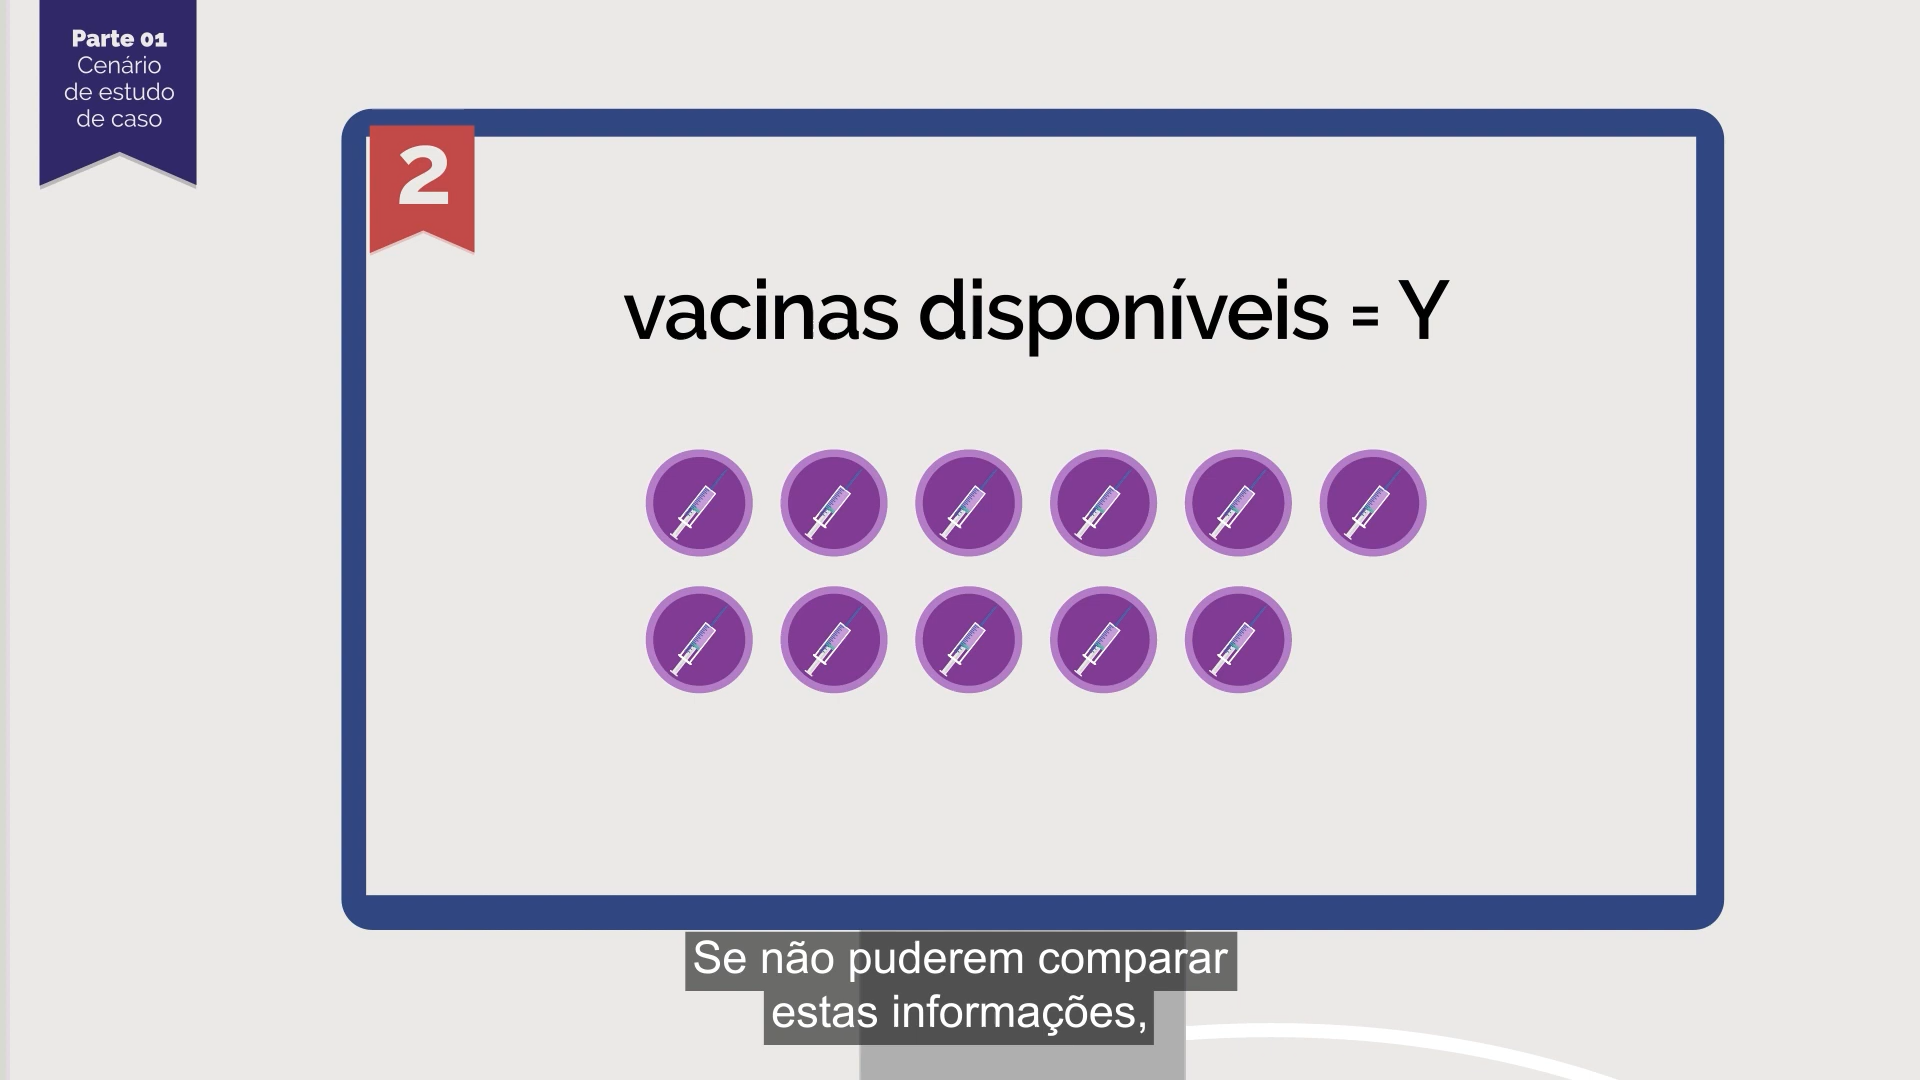 Parte 01
Cenário
de estudo
de caso
2
vacinas disponíveis = Y
Se não puderem comparar
estas informações,